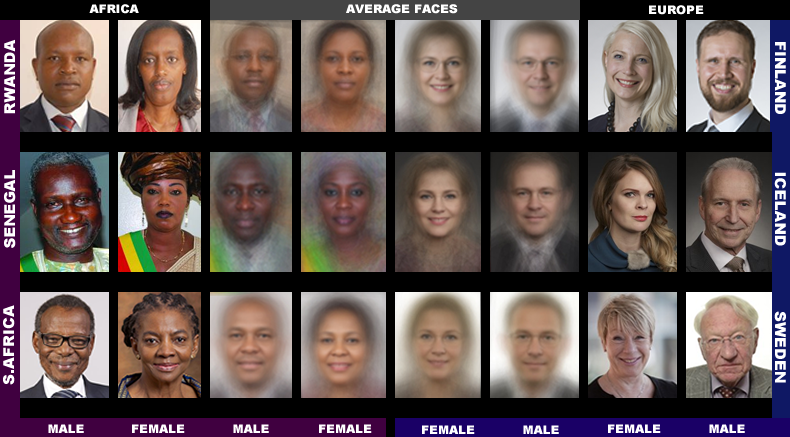 AFRICA
AVERAGE FACES
EUROPE
RWANDA
FINLAND
SENEGAL
ICELAND
S.AFRICA
SWEDEN
MALE
FEMALE
MALE
FEMALE
FEMALE
MALE
FEMALE
MALE